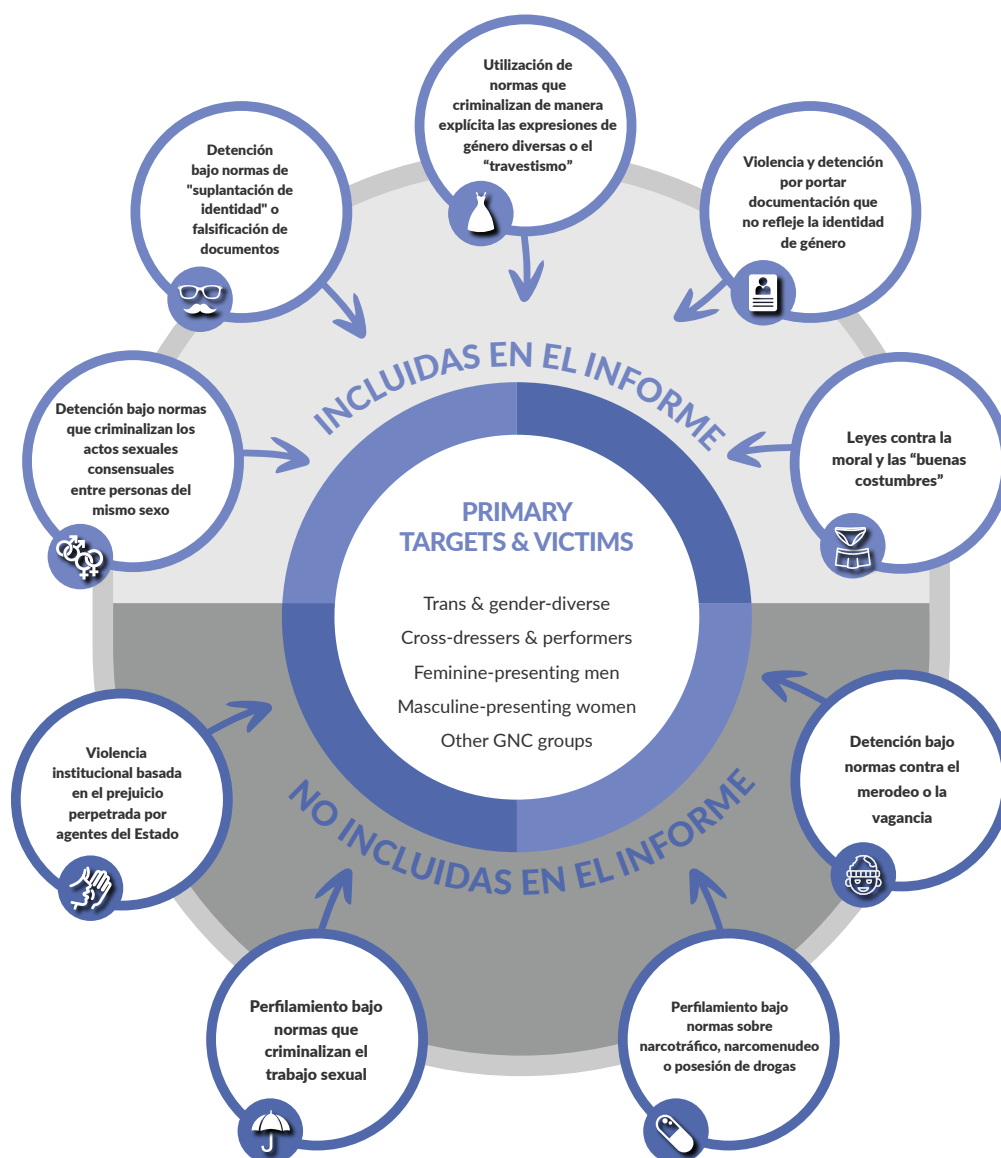 Utilización de
normas que
criminalizan de manera
explícita las expresiones de
género diversas o el
“travestismo”
Detención
bajo normas de
"suplantación de
identidad" o
falsificación de
documentos
Violencia y detención
por portar
documentación que
no refleje la identidad
de género
INCLUIDAS EN EL INFORME
Detención bajo normas
que criminalizan los
actos sexuales
consensuales
entre personas del
mismo sexo
Leyes contra la
moral y las “buenas
costumbres”
PRIMARY
TARGETS & VICTIMS
Trans & gender-diverse
Cross-dressers & performers
Feminine-presenting men
Masculine-presenting women
Other GNC groups
Violencia
institucional basada
en el prejuicio
perpetrada por
agentes del Estado
Detención bajo
normas contra el
merodeo o la
vagancia
NO INCLUIDAS EN EL INFORME
Perfilamiento bajo
normas que
criminalizan el
trabajo sexual
Perfilamiento bajo
normas sobre
narcotráfico, narcomenudeo
o posesión de drogas